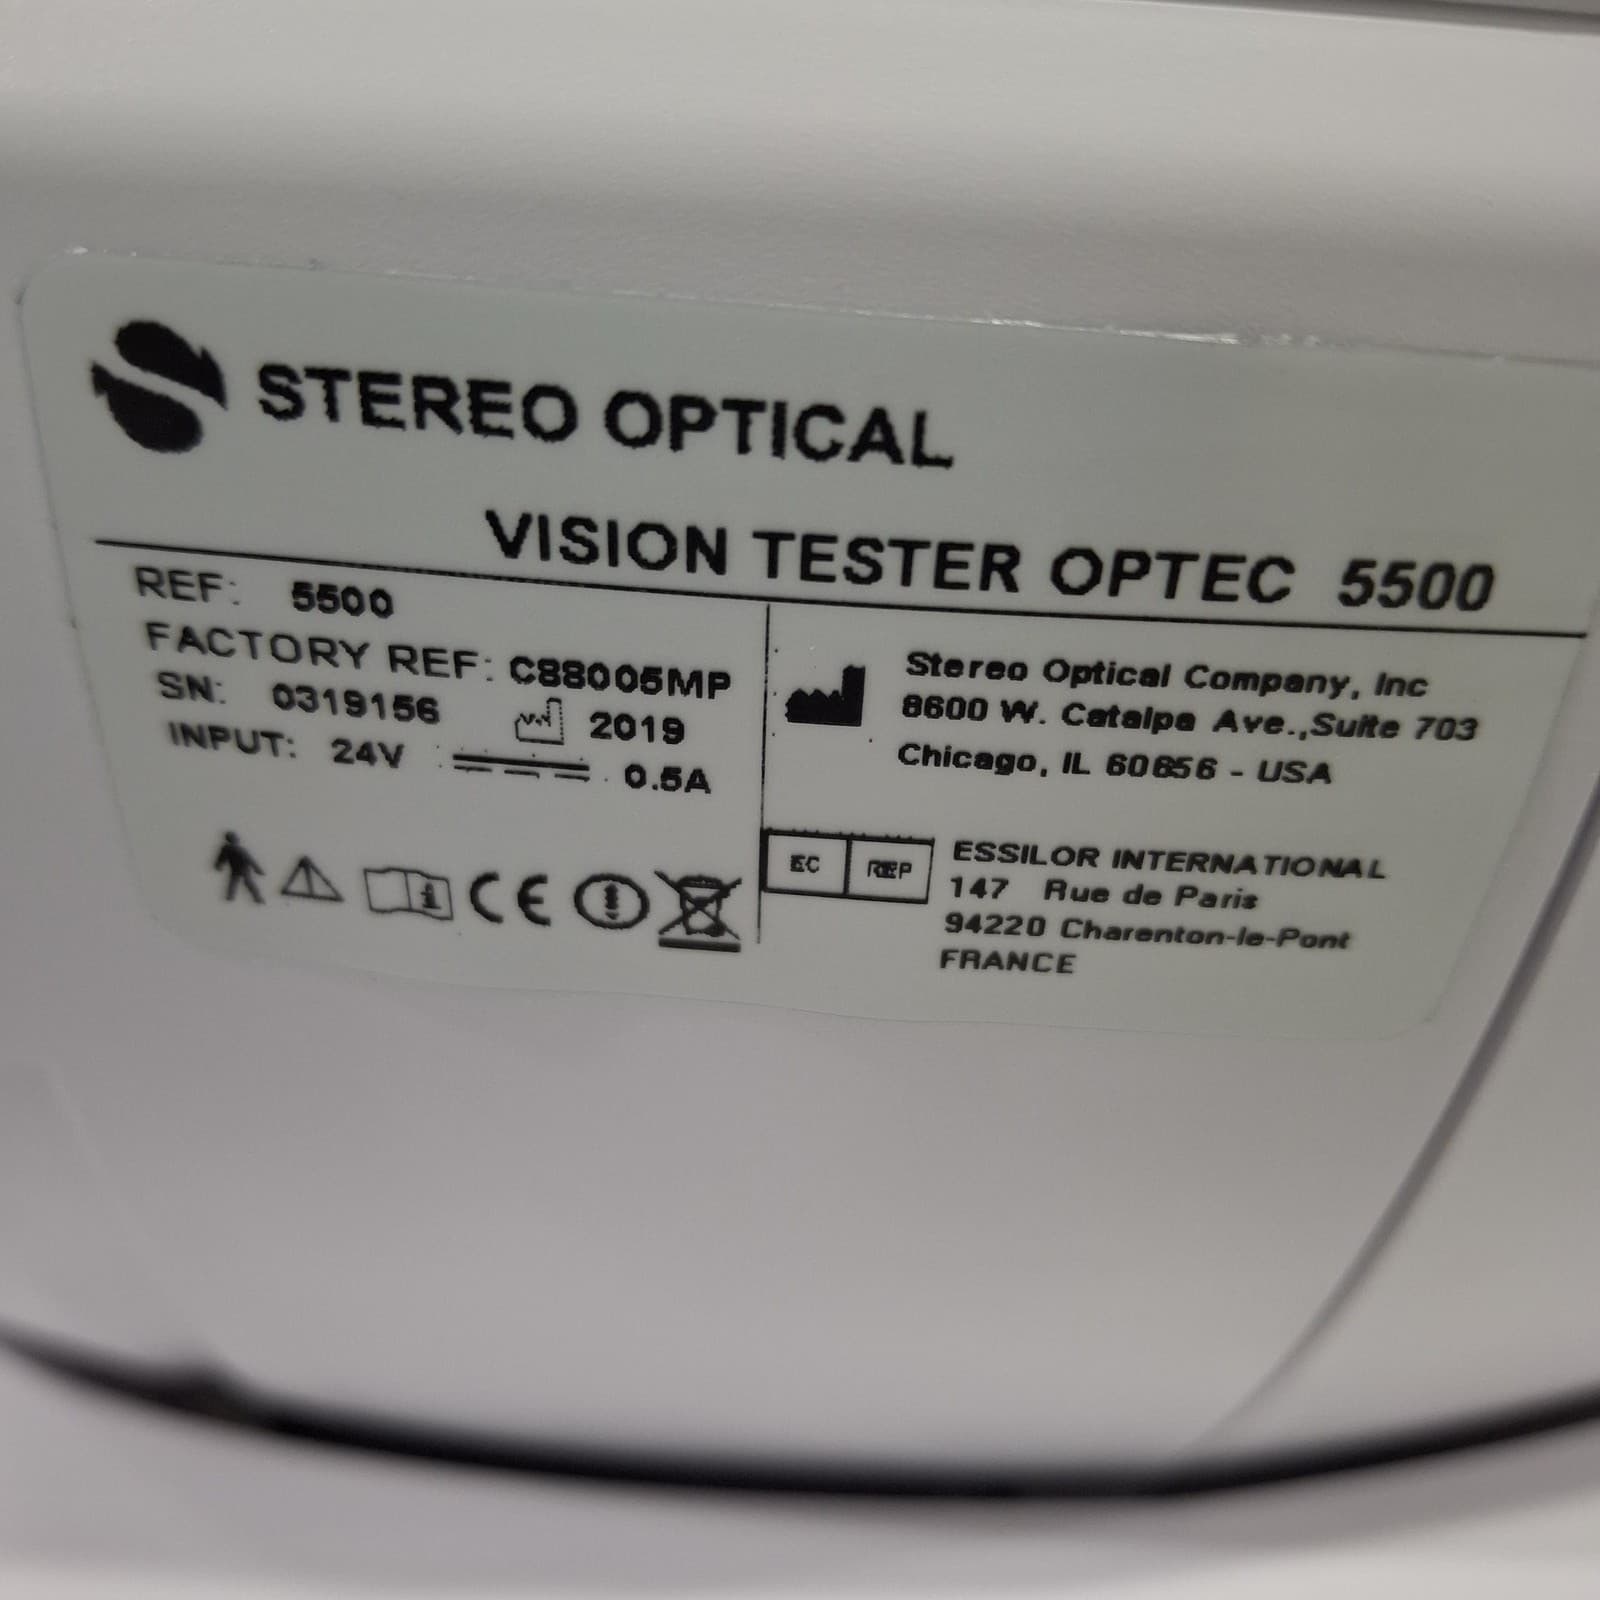 STEREO OPTICAL
VISION TESTER OPTEC 5500
REF: 5500
FACTORY REF: C88005MP
SN: 0319156 2019
INPUT: 24V 0.5A
CE
Stereo Optical Company, Inc
8600 W. Catalpa Ave.,Suite 703
Chicago, IL 60656 - USA
EC REP
ESSILOR INTERNATIONAL
147 Rue de Paris
94220 Charenton-le-Pont
FRANCE